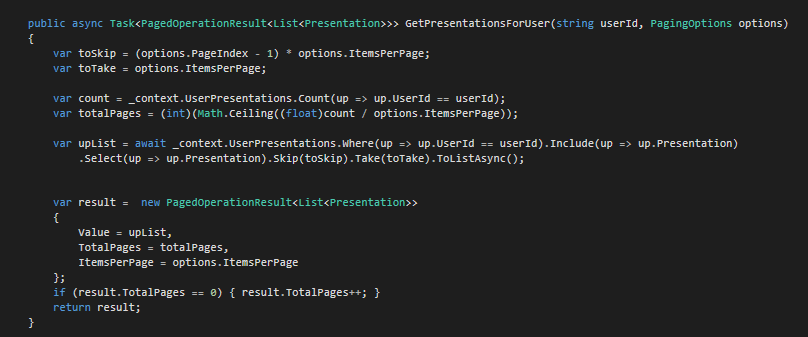 public async Task<PagedOperationResult<List<Presentation>>> GetPresentationsForUser(string userId, PagingOptions options)
{
    var toSkip = (options.PageIndex - 1) * options.ItemsPerPage;
    var toTake = options.ItemsPerPage;

    var count = _context.UserPresentations.Count(up => up.UserId == userId);
    var totalPages = (int)(Math.Ceiling((float)count / options.ItemsPerPage));

    var upList = await _context.UserPresentations.Where(up => up.UserId == userId).Include(up => up.Presentation)
        .Select(up => up.Presentation).Skip(toSkip).Take(toTake).ToListAsync();


    var result =  new PagedOperationResult<List<Presentation>>
    {
        Value = upList,
        TotalPages = totalPages,
        ItemsPerPage = options.ItemsPerPage
    };
    if (result.TotalPages == 0) { result.TotalPages++; }
    return result;
}